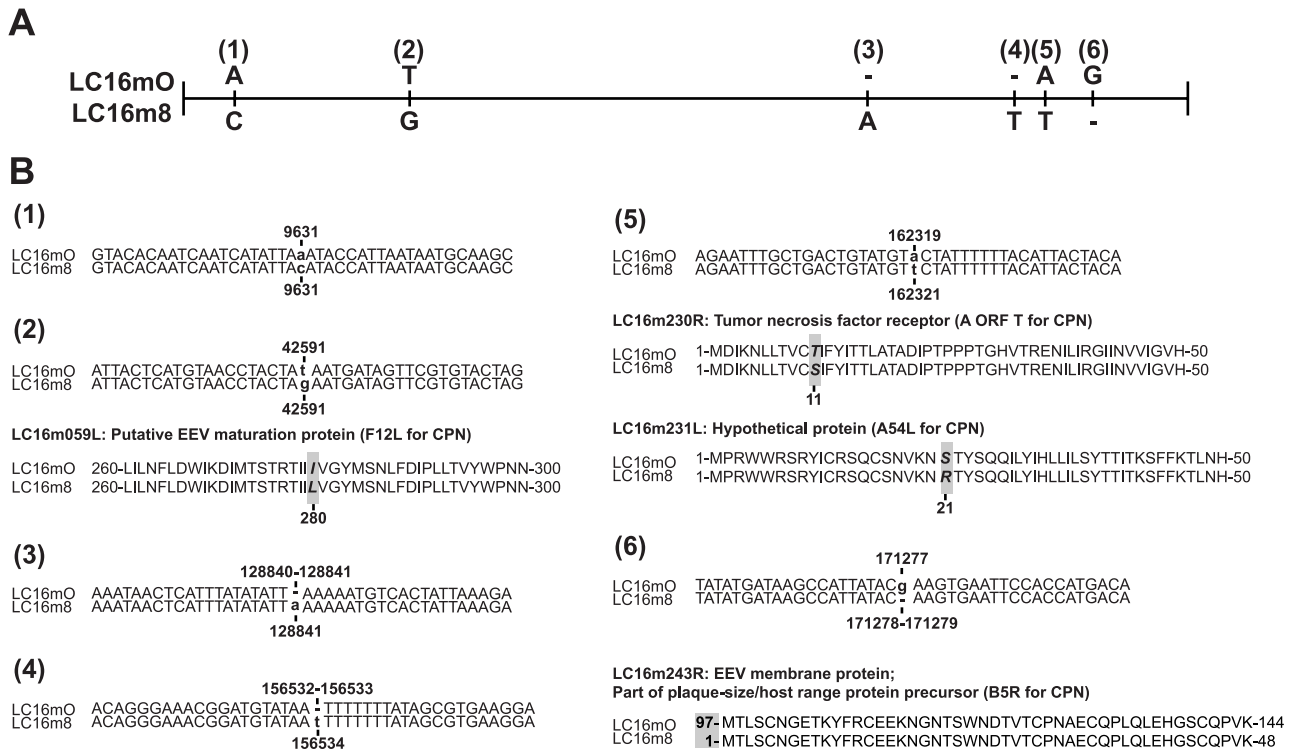 A
(1) (2) (3) (4) (5) (6)
A T - - A G
LC16mO
LC16m8
C G A T T -
B
(1)
9631
LC16mO GTACACAATCAATCATATTAaATACCATTAATAATGCAAGC
LC16m8 GTACACAATCAATCATATTAcATACCATTAATAATGCAAGC
9631
(2)
42591
LC16mO ATTACTCATGTAACCTACTAtAATGATAGTTCGTGTACTAG
LC16m8 ATTACTCATGTAACCTACTAgAATGATAGTTCGTGTACTAG
42591
LC16m059L: Putative EEV maturation protein (F12L for CPN)
LC16mO 260-LILNFLDWIKDIMTSTRTIIIVGYMSNLFDIPLLTVYWPNN-300
LC16m8 260-LILNFLDWIKDIMTSTRTIILVGYMSNLFDIPLLTVYWPNN-300
280
(3)
128840-128841
LC16mO AAATAACTCATTTATATATT-AAAAATGTCACTATTAAAGA
LC16m8 AAATAACTCATTTATATATTaAAAAATGTCACTATTAAAGA
128841
(4)
156532-156533
LC16mO ACAGGGAAACGGATGTATAA-TTTTTTTTATAGCGTGAAGGA
LC16m8 ACAGGGAAACGGATGTATAAtTTTTTTTTATAGCGTGAAGGA
156534
(5)
162319
LC16mO AGAATTTGCTGACTGTATGTaCTATTTTTTACATTACTACA
LC16m8 AGAATTTGCTGACTGTATGTtCTATTTTTTACATTACTACA
162321
LC16m230R: Tumor necrosis factor receptor (A ORF T for CPN)
LC16mO 1-MDIKNLLTVCTIFYITTLATADIPTPPPTGHVTRENILIRGIINVVIGVH-50
LC16m8 1-MDIKNLLTVCSIFYITTLATADIPTPPPTGHVTRENILIRGIINVVIGVH-50
11
LC16m231L: Hypothetical protein (A54L for CPN)
LC16mO 1-MPRWWRSRYICRSQCSNVKNSTYSQQILYIHLLILSYTTITKSFFKTLNH-50
LC16m8 1-MPRWWRSRYICRSQCSNVKNRTYSQQILYIHLLILSYTTITKSFFKTLNH-50
21
(6)
171277
LC16mO TATATGATAAGCCATTATACgAAGTGAATTCCACCATGACA
LC16m8 TATATGATAAGCCATTATAC-AAGTGAATTCCACCATGACA
171278-171279
LC16m243R: EEV membrane protein;
Part of plaque-size/host range protein precursor (B5R for CPN)
LC16mO 97-MTLSCNGETKYFRCEEKNGNTSWNDTVTCPNAECQPLQLEHGSCQPVK-144
LC16m8 1-MTLSCNGETKYFRCEEKNGNTSWNDTVTCPNAECQPLQLEHGSCQPVK-48